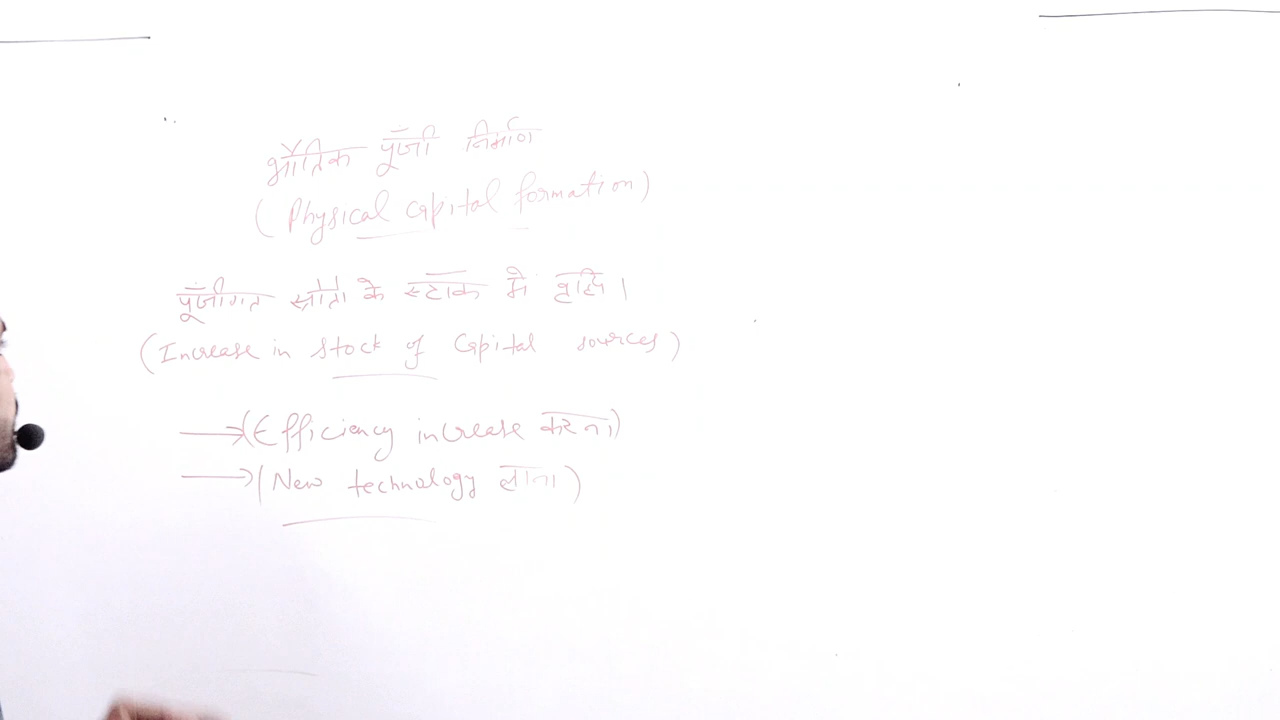 भौतिक पूंजी निर्माण
(Physical capital formation)
पूंजीगत स्त्रोतो के स्टाक मे वृद्धि।
(Increase in stock of capital sources)
→(Efficiency increase करना)
→(New technology लाना)